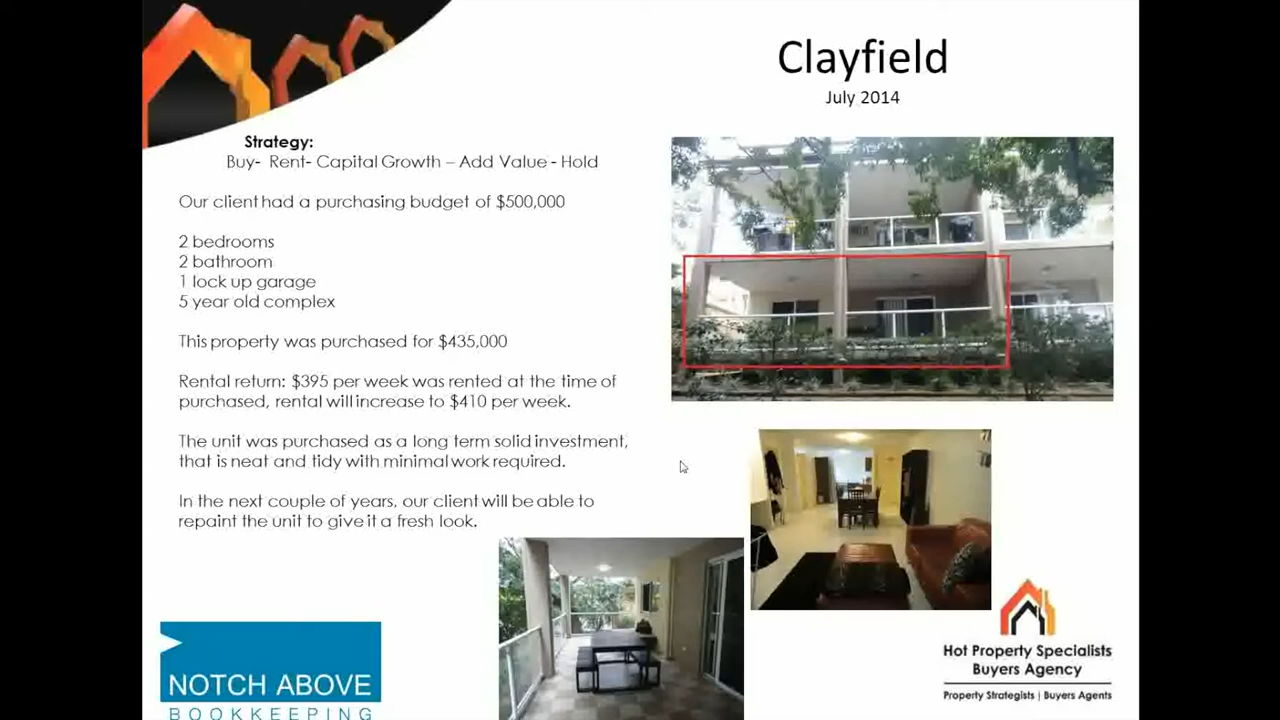 Clayfield
July 2014
Strategy:
Buy- Rent- Capital Growth – Add Value - Hold
Our client had a purchasing budget of $500,000
2 bedrooms
2 bathroom
1 lock up garage
5 year old complex
This property was purchased for $435,000
Rental return: $395 per week was rented at the time of
purchased, rental will increase to $410 per week.
The unit was purchased as a long term solid investment,
that is neat and tidy with minimal work required.
In the next couple of years, our client will be able to
repaint the unit to give it a fresh look.
NOTCH ABOVE
BOOKKEEPING
Hot Property Specialists
Buyers Agency
Property Strategists | Buyers Agents